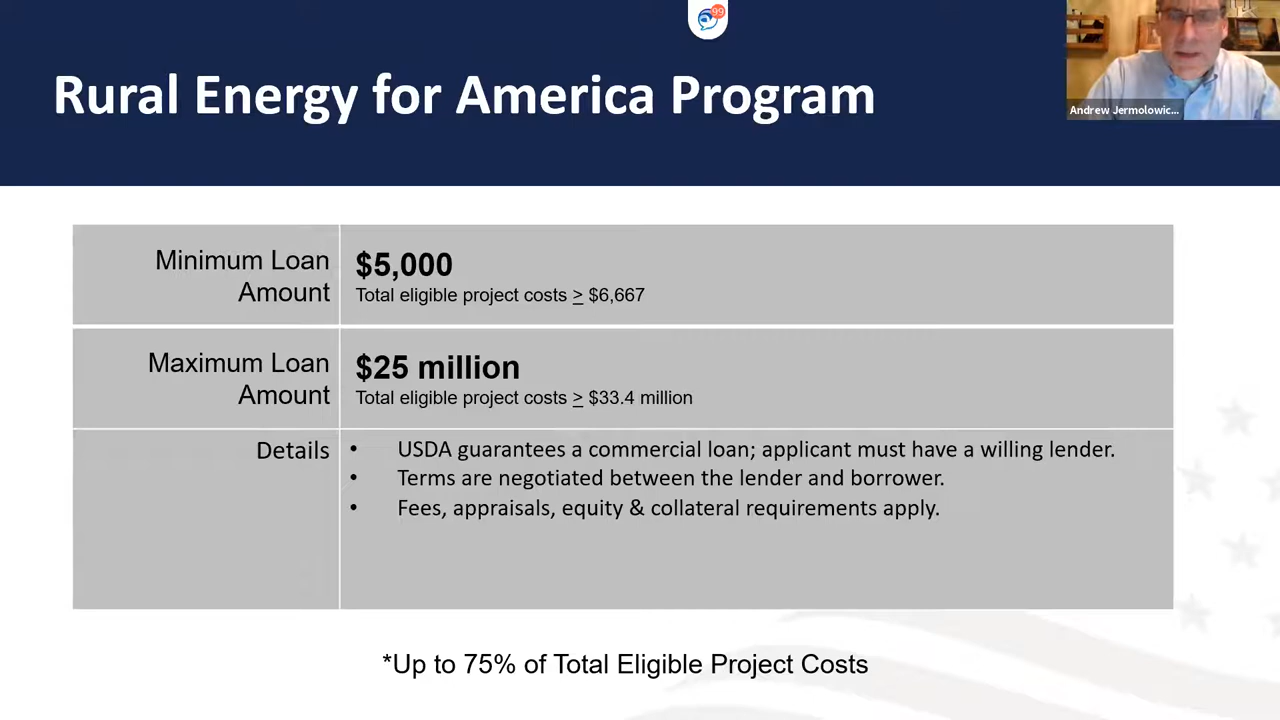 99
Rural Energy for America Program
Andrew Jermolowic...
Minimum Loan
Amount
$5,000
Total eligible project costs ≥ $6,667
Maximum Loan
Amount
$25 million
Total eligible project costs ≥ $33.4 million
Details
• USDA guarantees a commercial loan; applicant must have a willing lender.
• Terms are negotiated between the lender and borrower.
• Fees, appraisals, equity & collateral requirements apply.
*Up to 75% of Total Eligible Project Costs